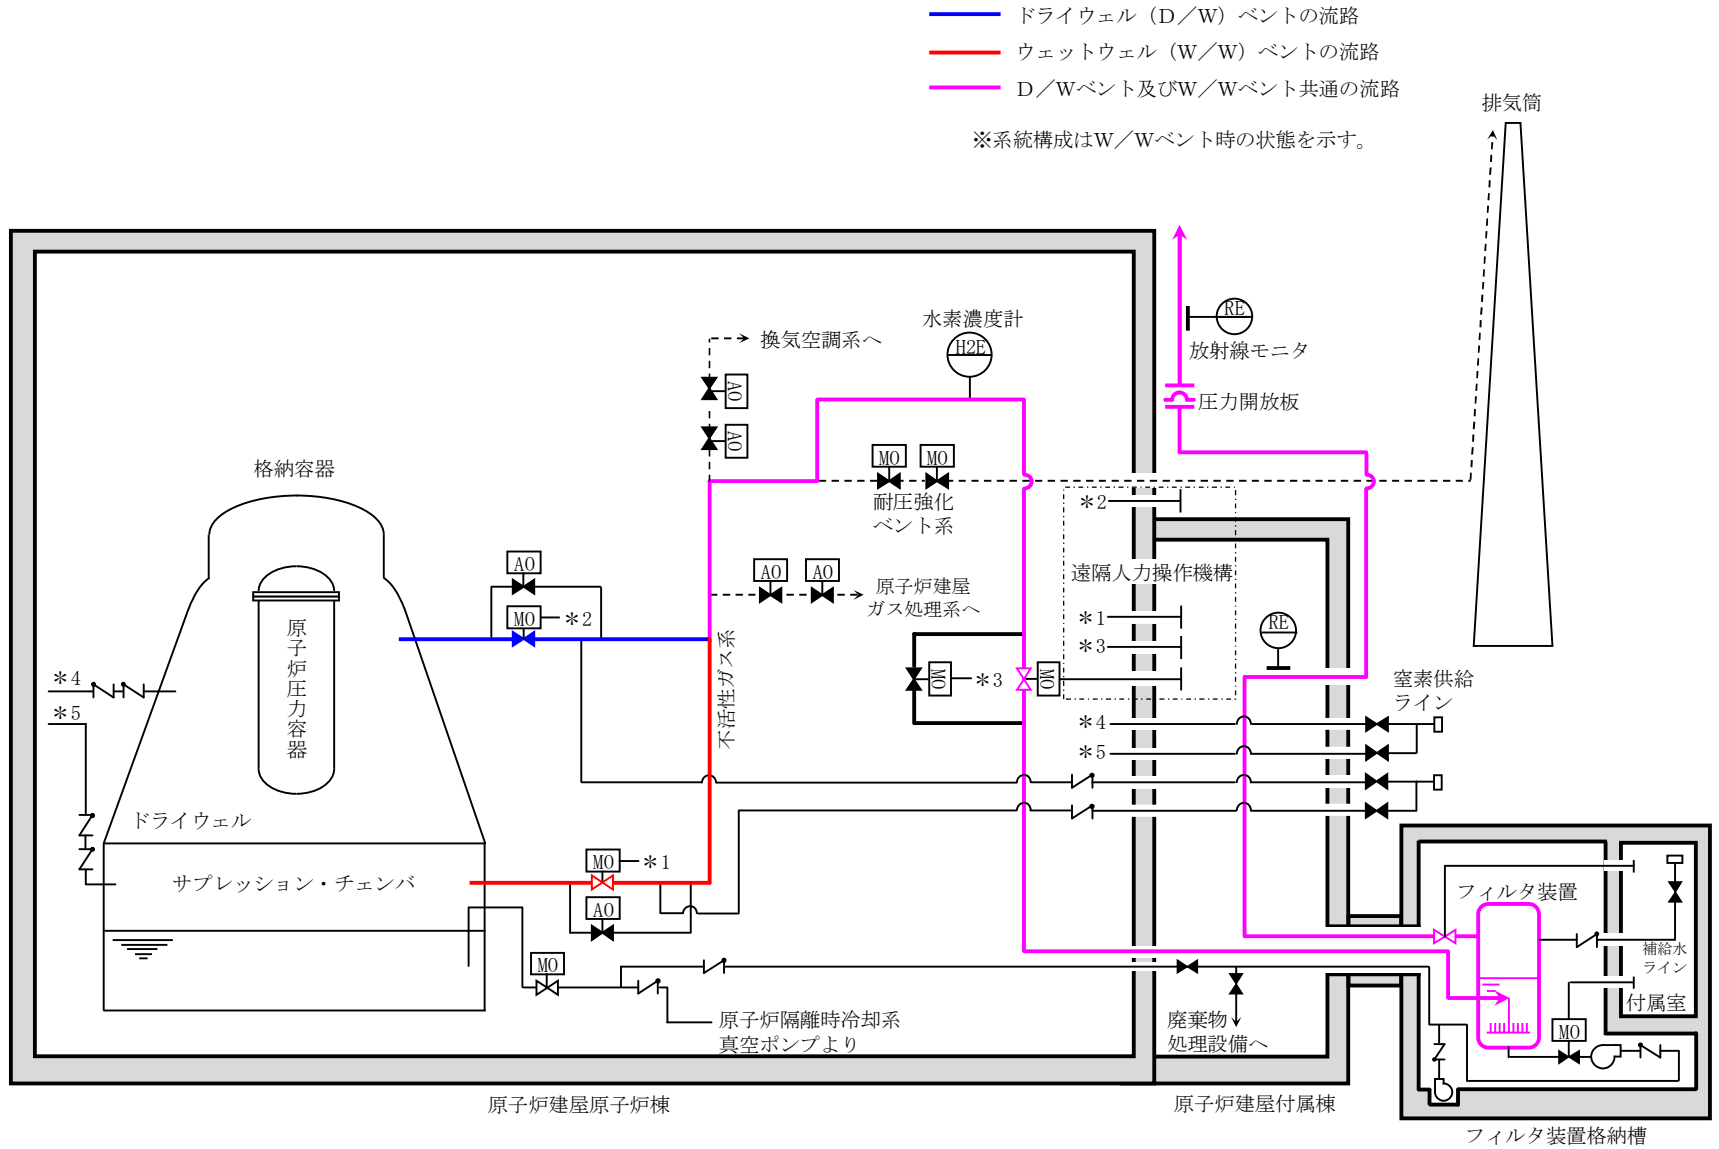 ドライウェル（Ｄ／Ｗ）ベントの流路
ウェットウェル（Ｗ／Ｗ）ベントの流路
Ｄ／Ｗベント及びＷ／Ｗベント共通の流路
※系統構成はＷ／Ｗベント時の状態を示す。
排気筒
水素濃度計
H2E
換気空調系へ
AO
AO
RE
放射線モニタ
圧力開放板
格納容器
MO
MO
耐圧強化
ベント系
＊2
遠隔人力操作機構
＊1
＊3
AO
MO
＊2
AO
AO
原子炉建屋
ガス処理系へ
不活性ガス系
MO
＊3
MO
RE
窒素供給
ライン
＊4
＊5
＊4
＊5
原子炉圧力容器
ドライウェル
サプレッション・チェンバ
MO
＊1
AO
MO
原子炉隔離時冷却系
真空ポンプより
廃棄物
処理設備へ
フィルタ装置
補給水
ライン
付属室
MO
原子炉建屋原子炉棟
原子炉建屋付属棟
フィルタ装置格納槽